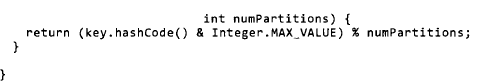 int numPartitions) {
return (key.hashCode() & Integer.MAX_VALUE) % numPartitions;
}
}